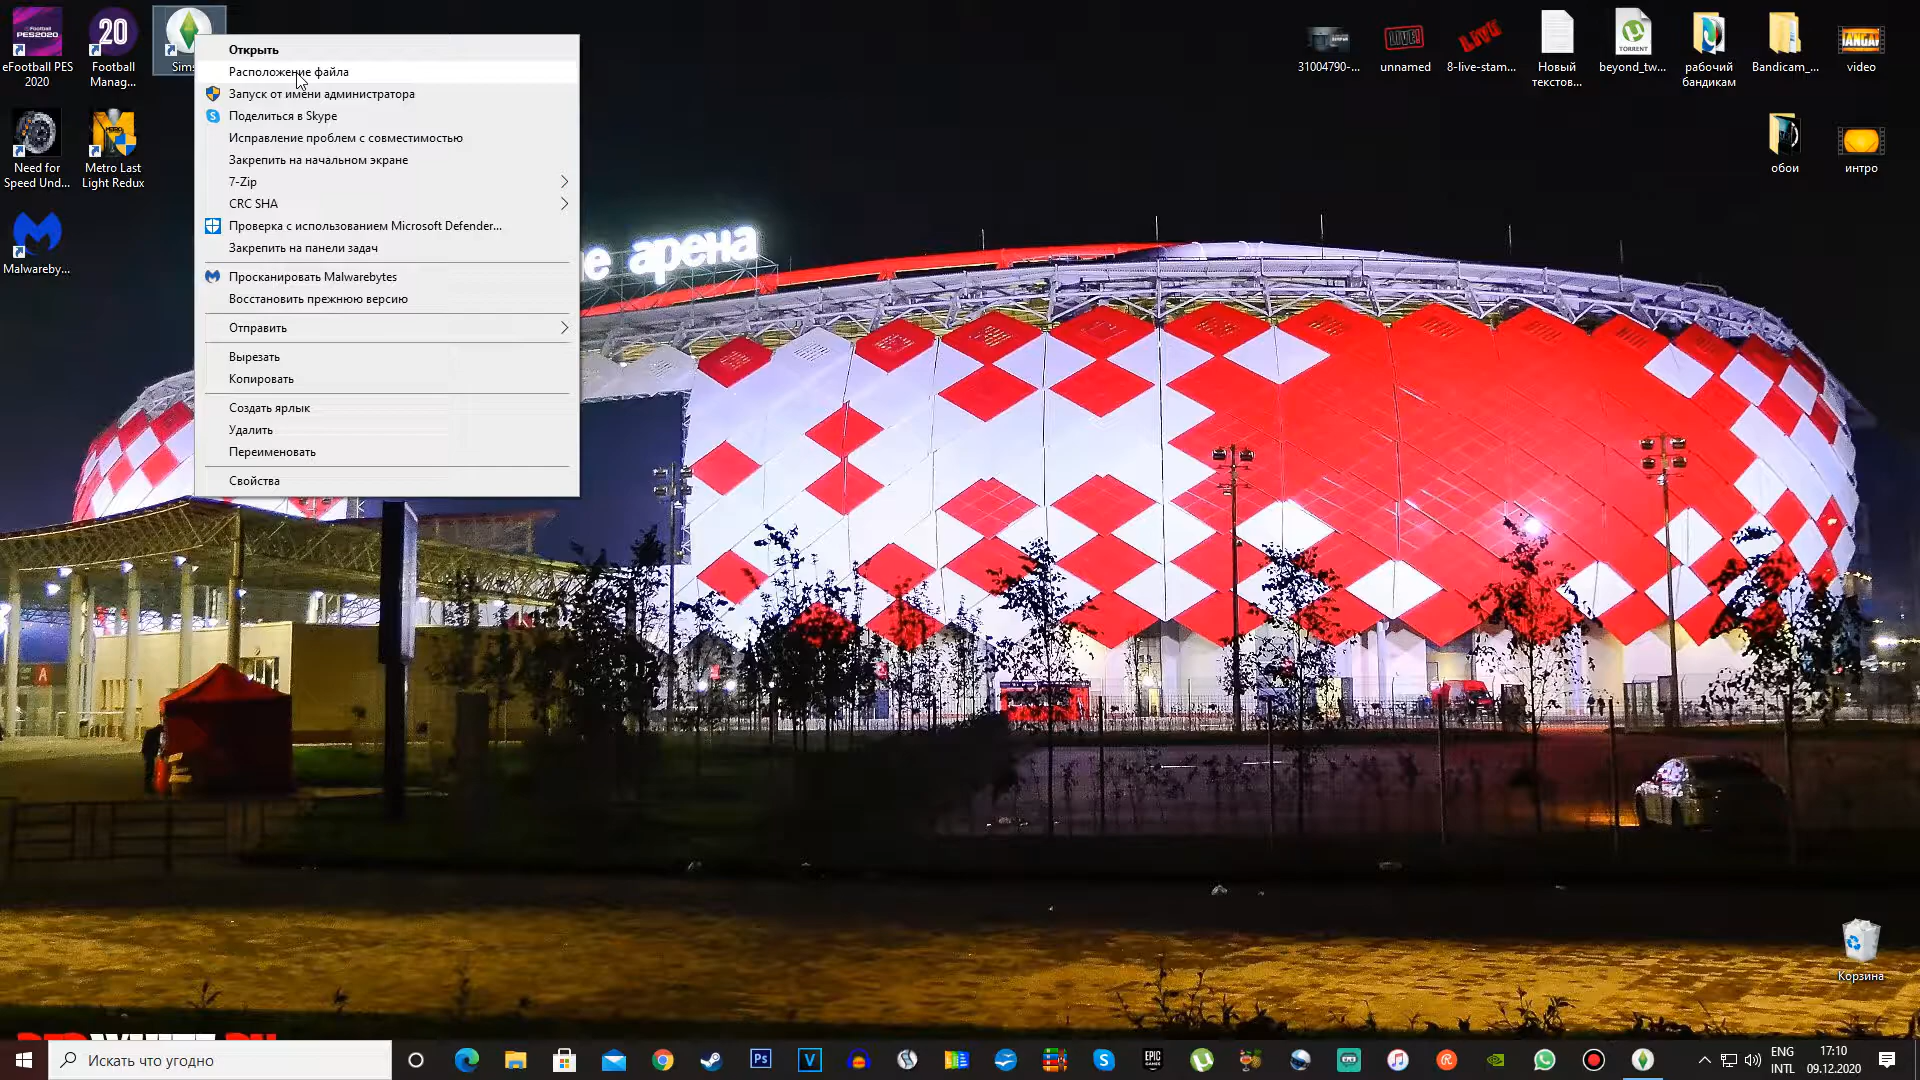 eFootball PES
2020
Football
Manag...
Sims
Need for
Speed Und...
Metro Last
Light Redux
Malwareby...
Открыть
Расположение файла
Запуск от имени администратора
Поделиться в Skype
Исправление проблем с совместимостью
Закрепить на начальном экране
7-Zip
CRC SHA
Проверка с использованием Microsoft Defender...
Закрепить на панели задач
Просканировать Malwarebytes
Восстановить прежнюю версию
Отправить
Вырезать
Копировать
Создать ярлык
Удалить
Переименовать
Свойства
е арена
31004790-...
unnamed
8-live-stam...
Новый
текстов...
beyond_tw...
рабочий
бандикам
Bandicam_...
video
обои
интро
Корзина
A
Искать что угодно
ENG
INTL
17:10
09.12.2020